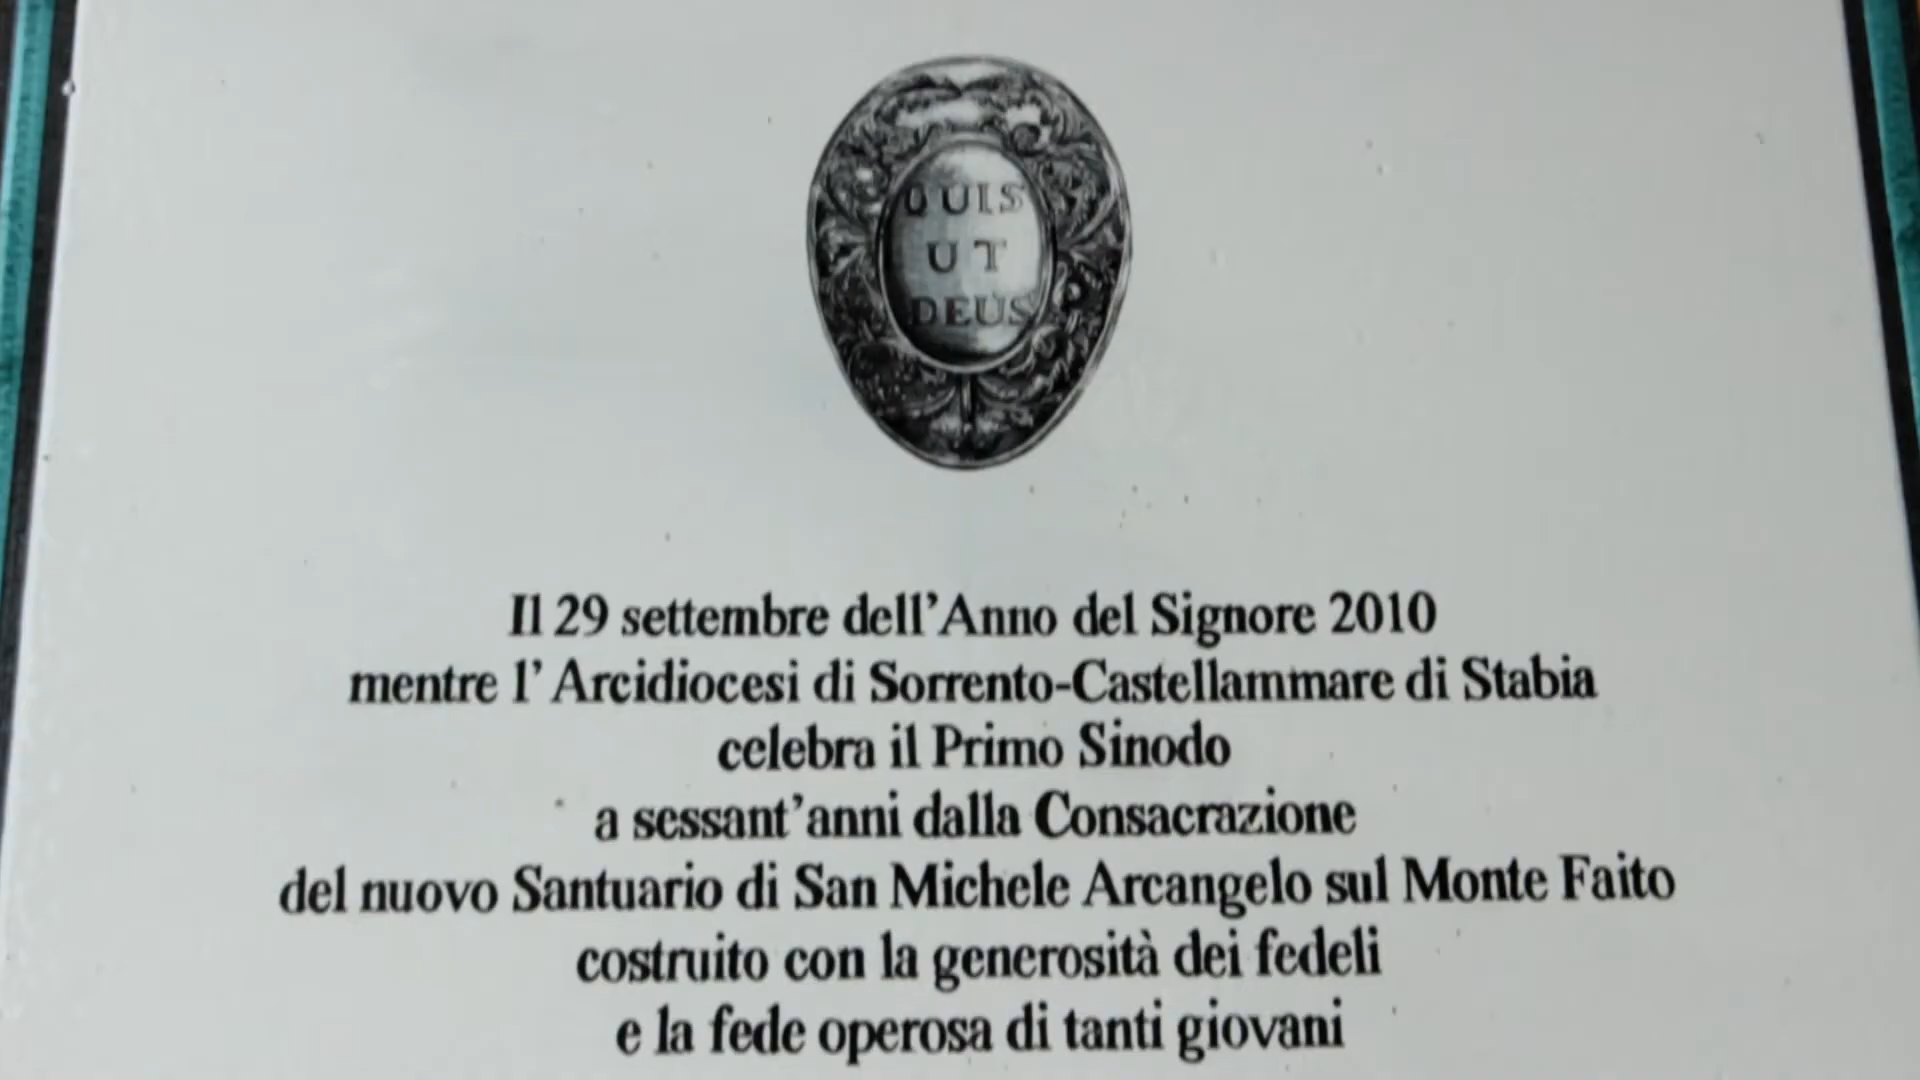 QUIS
UT
DEUS
Il 29 settembre dell'Anno del Signore 2010
mentre l' Arcidiocesi di Sorrento-Castellammare di Stabia
celebra il Primo Sinodo
a sessant'anni dalla Consacrazione
del nuovo Santuario di San Michele Arcangelo sul Monte Faito
costruito con la generosità dei fedeli
e la fede operosa di tanti giovani